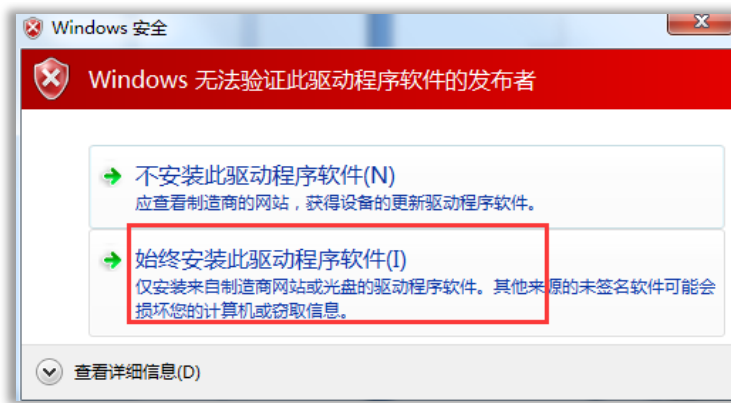 Windows 安全
Windows 无法验证此驱动程序软件的发布者
不安装此驱动程序软件(N)
应查看制造商的网站，获得设备的更新驱动程序软件。
始终安装此驱动程序软件(I)
仅安装来自制造商网站或光盘的驱动程序软件。其他来源的未签名软件可能会
损坏您的计算机或窃取信息。
查看详细信息(D)